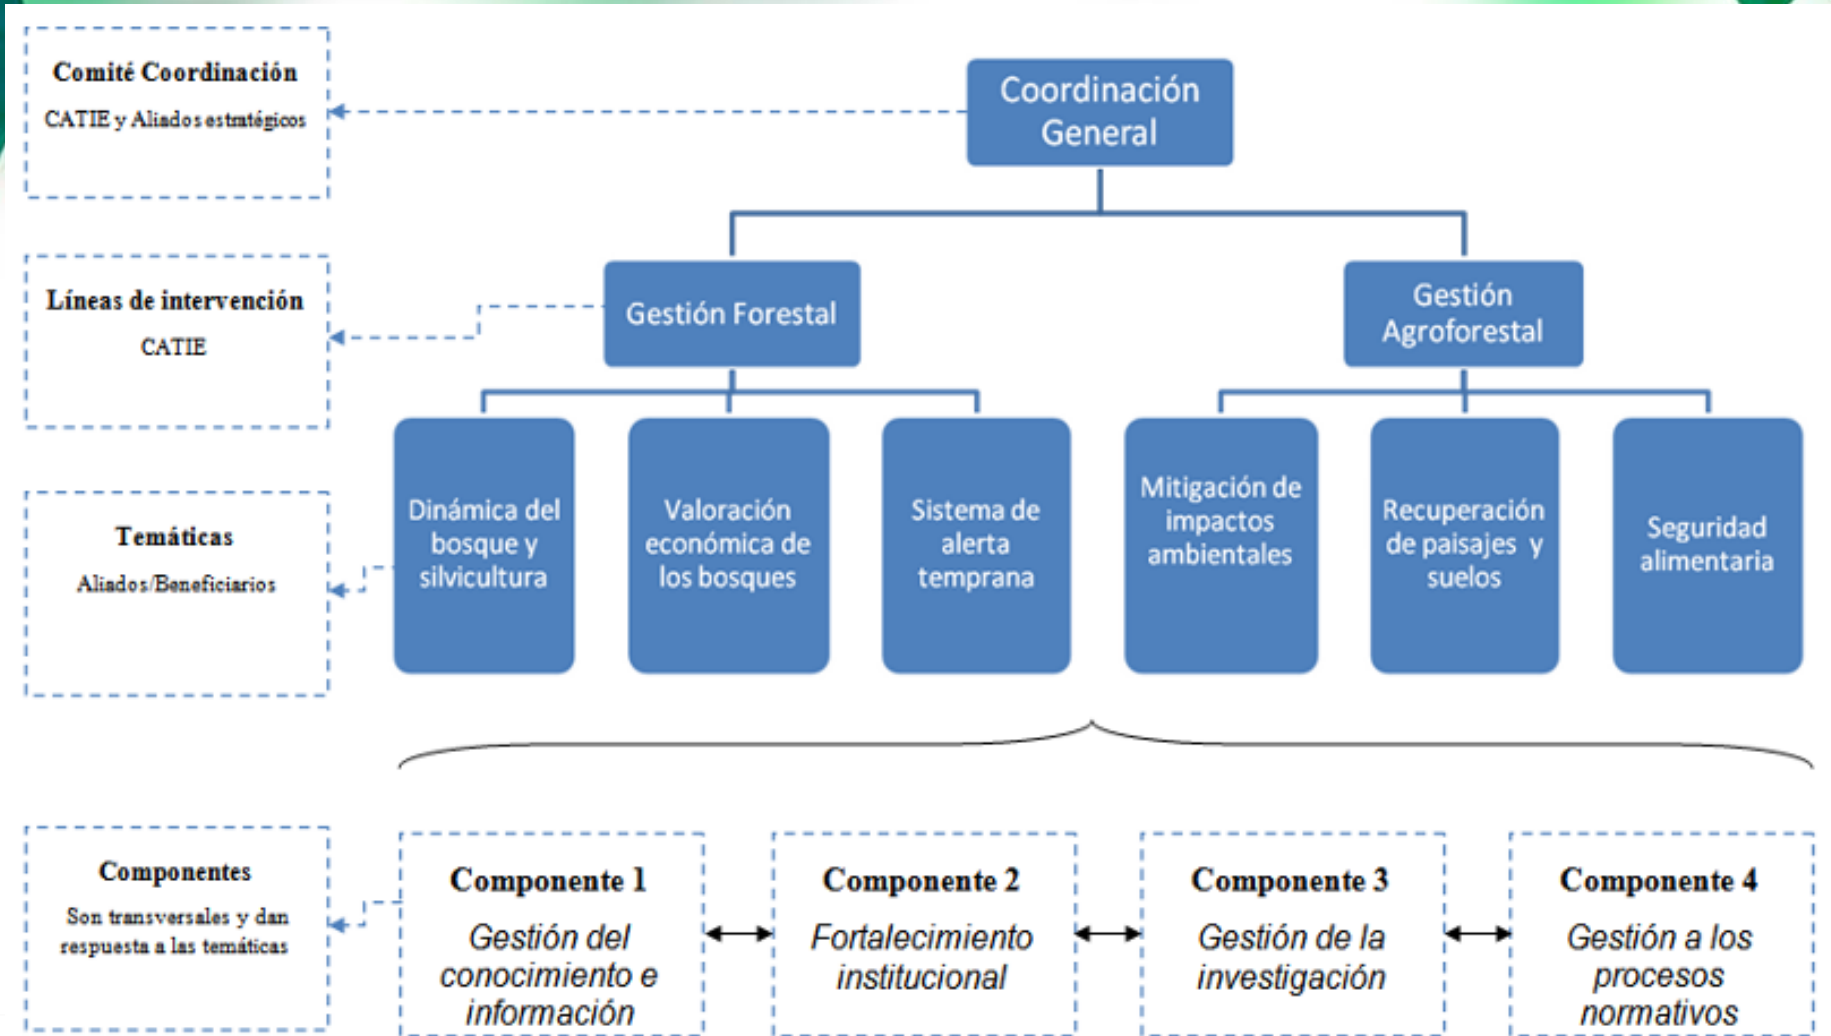 Comité Coordinación
CATIE y Aliados estratégicos
Coordinación
General
Líneas de intervención
CATIE
Gestión Forestal
Gestión
Agroforestal
Temáticas
Aliados/Beneficiarios
Dinámica del
bosque y
silvicultura
Valoración
económica de
los bosques
Sistema de
alerta
temprana
Mitigación de
impactos
ambientales
Recuperación
de paisajes y
suelos
Seguridad
alimentaria
Componentes
Son transversales y dan
respuesta a las temáticas
Componente 1
Gestión del
conocimiento e
información
Componente 2
Fortalecimiento
institucional
Componente 3
Gestión de la
investigación
Componente 4
Gestión a los
procesos
normativos